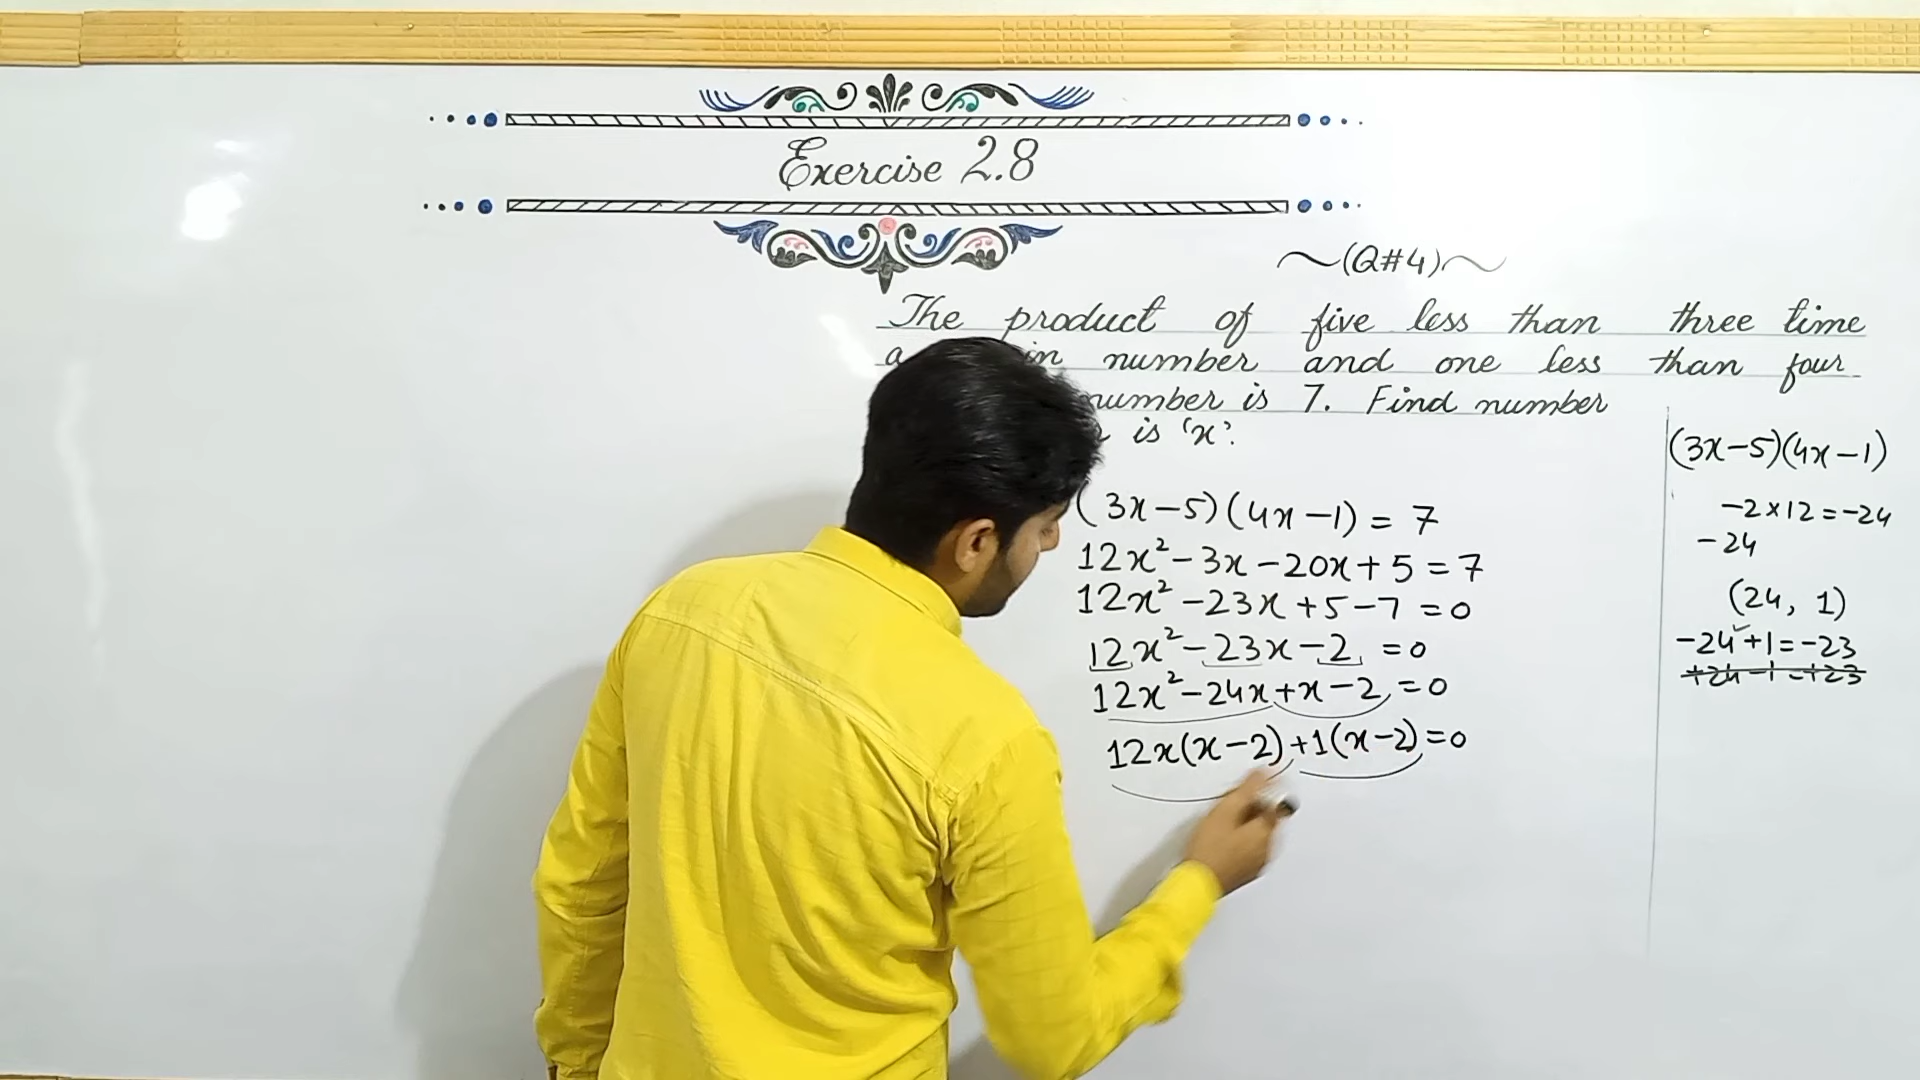 Exercise 2.8
(Q#4)
The product of five less than three time
a number and one less than four
number is 7. Find number
is 'x'.
(3x-5)(4x-1) = 7
12x²-3x-20x+5 = 7
12x²-23x+5-7 = 0
12x²-23x-2 = 0
12x²-24x+x-2 = 0
12x(x-2)+1(x-2) = 0
(3x-5)(4x-1)
-2×12 = -24
-24
(24, 1)
-24+1 = -23
+24-1 = +23